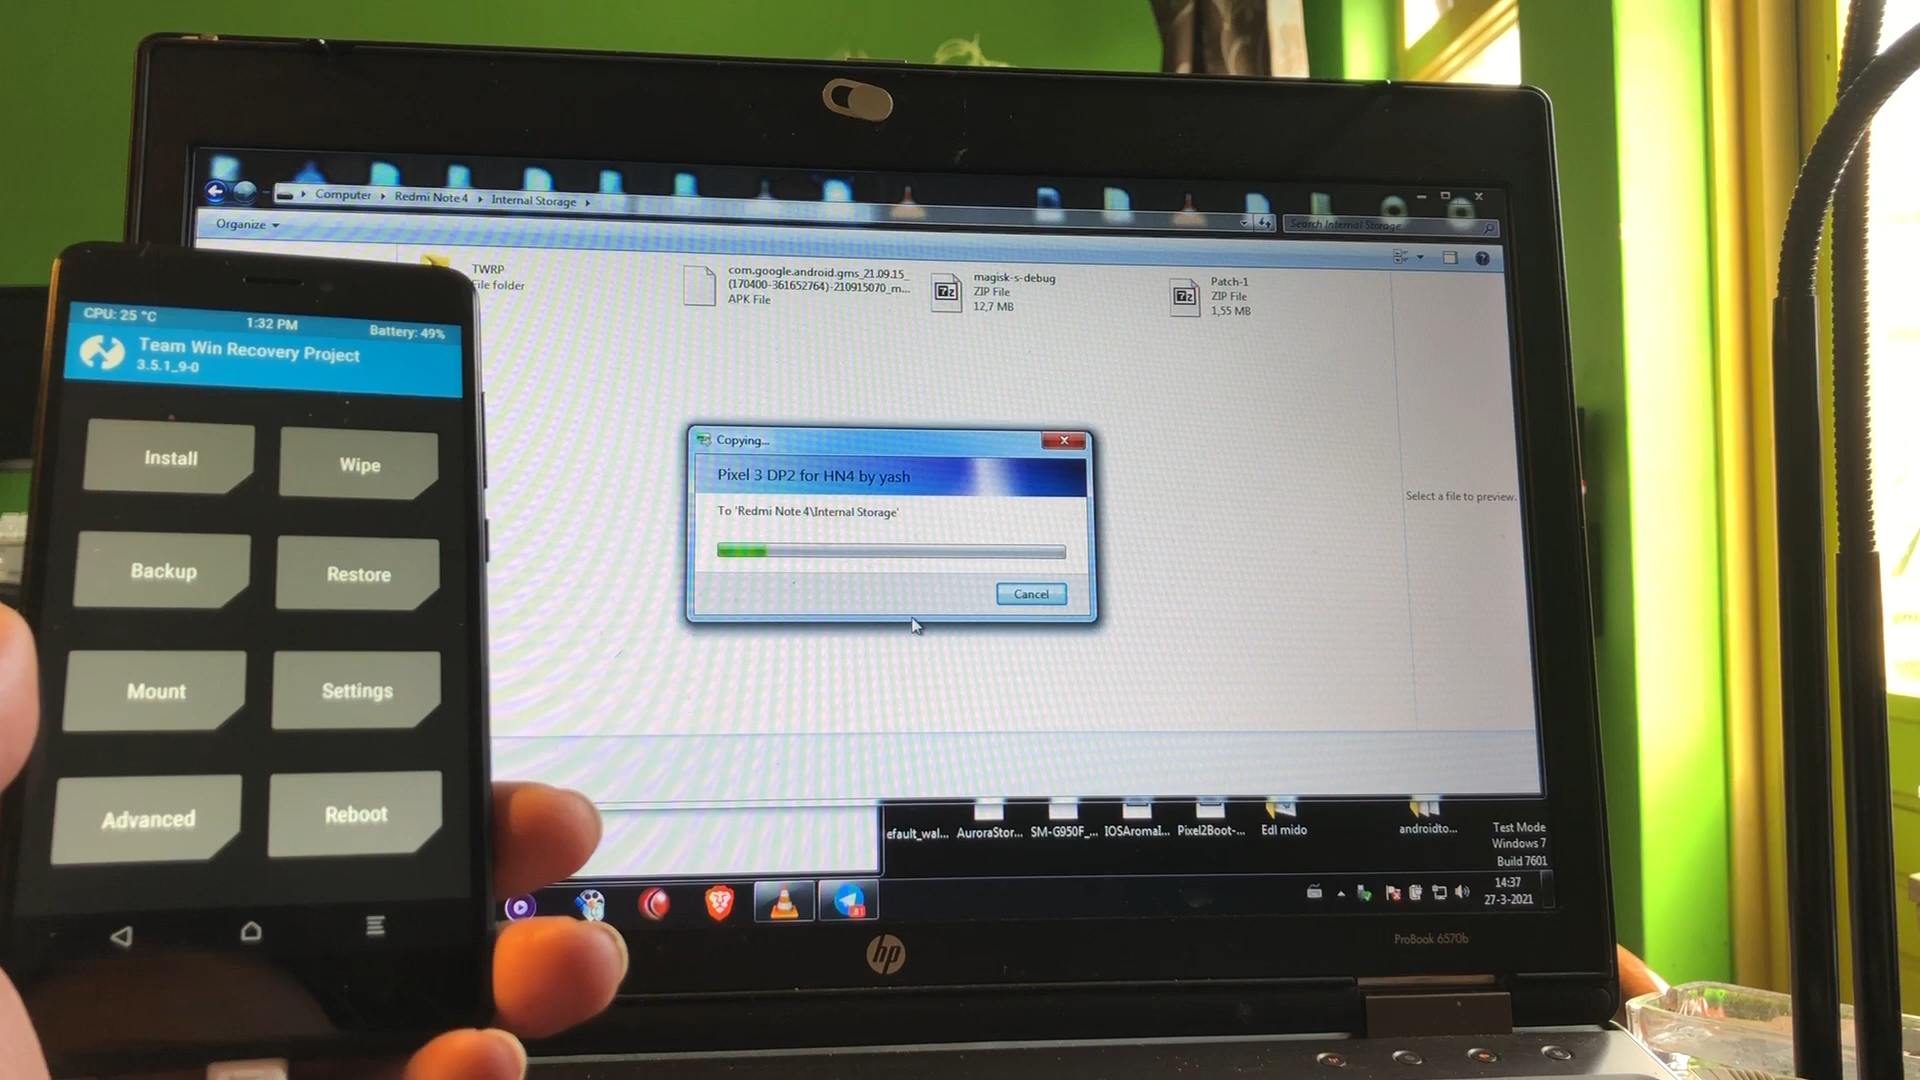 Computer ▸ Redmi Note 4 ▸ Internal Storage ▸
Search Internal Storage
Organize
TWRP
File folder
com.google.android.gms_21.09.15_
(170400-361652764)-210915070_m...
APK File
magisk-s-debug
ZIP File
12,7 MB
Patch-1
ZIP File
1,55 MB
Select a file to preview.
Copying...
Pixel 3 DP2 for HN4 by yash
To 'Redmi Note 4\Internal Storage'
Cancel
CPU: 25 °C
1:32 PM
Battery: 49%
Team Win Recovery Project
3.5.1_9-0
Install
Wipe
Backup
Restore
Mount
Settings
Advanced
Reboot
efault_wal...
AuroraStor...
SM-G950F_...
IOSAromaI...
Pixel2Boot-...
Edl mido
androidto...
Test Mode
Windows 7
Build 7601
14:37
27-3-2021
hp
ProBook 6570b